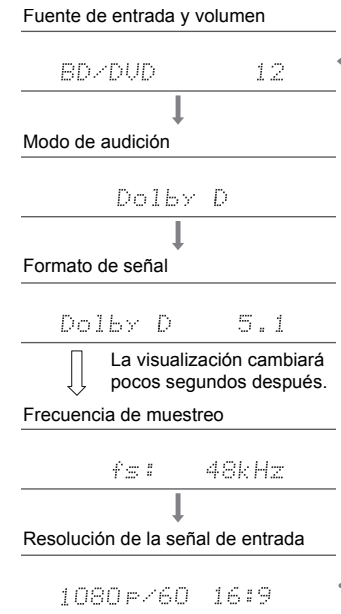 Fuente de entrada y volumen
BD/DVD 12
Modo de audición
Dolby D
Formato de señal
Dolby D 5.1
La visualización cambiará
pocos segundos después.
Frecuencia de muestreo
fs: 48kHz
Resolución de la señal de entrada
1080p/60 16:9